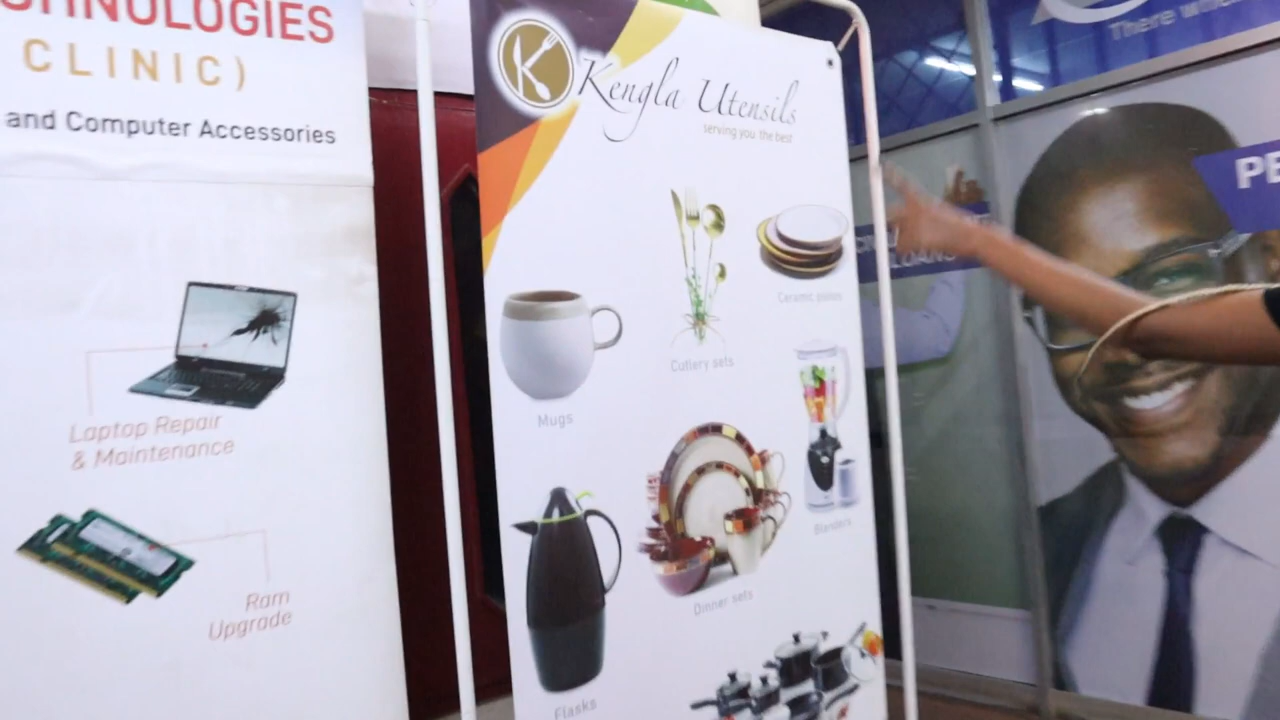 HNOLOGIES
CLINIC)
and Computer Accessories
Laptop Repair
& Maintenance
Ram
Upgrade
K
Kengla Utensils
serving you the best
Cutlery sets
Ceramic plates
Mugs
Blenders
Dinner sets
Flasks
There
LOANS
PE